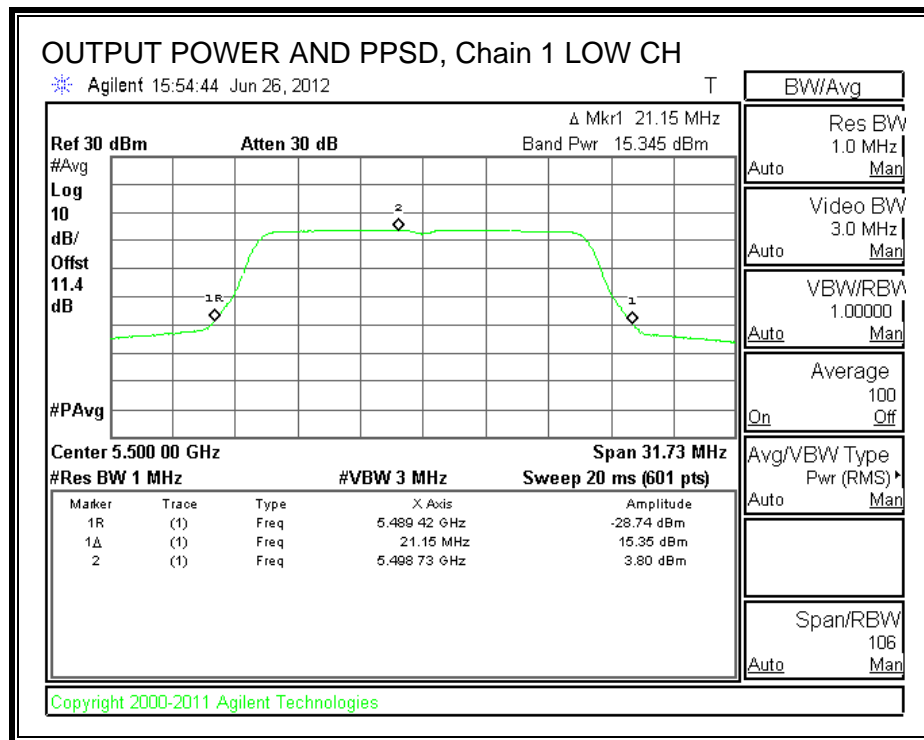 OUTPUT POWER AND PPSD, Chain 1 LOW CH
Agilent 15:54:44 Jun 26, 2012 T
BW/Avg
Δ Mkr1 21.15 MHz
Ref 30 dBm Atten 30 dB Band Pwr 15.345 dBm
#Avg
Log
10
dB/
Offst
11.4
dB
2
1R
1
#PAvg
Center 5.500 00 GHz Span 31.73 MHz
#Res BW 1 MHz #VBW 3 MHz Sweep 20 ms (601 pts)
Marker Trace Type X Axis Amplitude
1R (1) Freq 5.489 42 GHz -28.74 dBm
1Δ (1) Freq 21.15 MHz 15.35 dBm
2 (1) Freq 5.498 73 GHz 3.80 dBm
Res BW
1.0 MHz
Auto Man
Video BW
3.0 MHz
Auto Man
VBW/RBW
1.00000
Auto Man
Average
100
On Off
Avg/VBW Type
Pwr (RMS)
Auto Man
Span/RBW
106
Auto Man
Copyright 2000-2011 Agilent Technologies